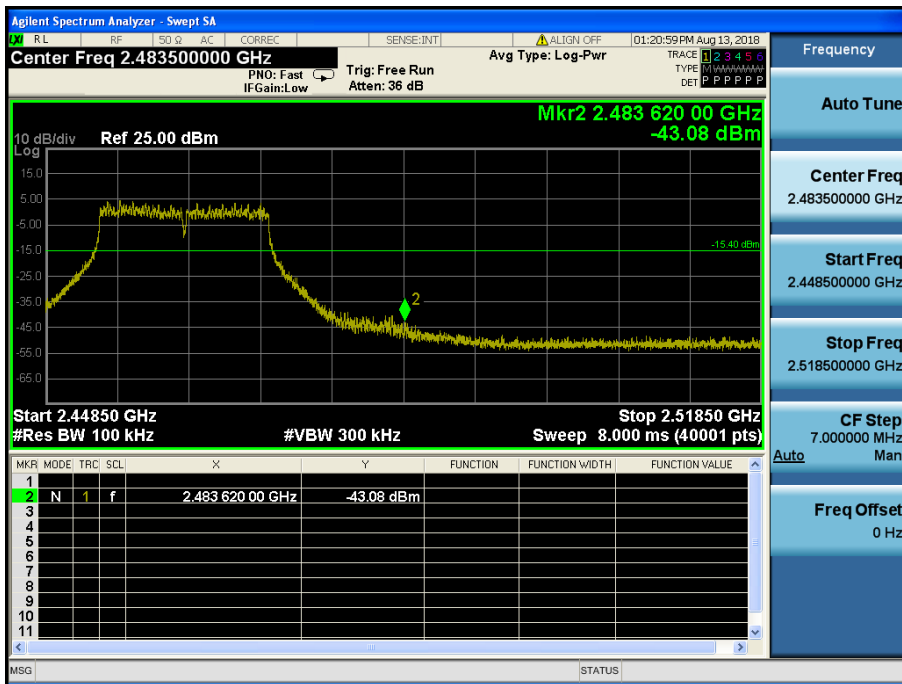 Agilent Spectrum Analyzer - Swept SA
LXI RL RF 50 Ω AC CORREC SENSE:INT ALIGN OFF 01:20:59 PM Aug 13, 2018
Center Freq 2.483500000 GHz
PNO: Fast
IFGain:Low
Trig: Free Run
Atten: 36 dB
Avg Type: Log-Pwr
TRACE 1 2 3 4 5 6
TYPE MWWWWW
DET P P P P P P
Mkr2 2.483 620 00 GHz
-43.08 dBm
10 dB/div Ref 25.00 dBm
Log
15.0
5.00
-5.00
-15.0
-15.40 dBm
-25.0
-35.0
2
-45.0
-55.0
-65.0
Start 2.44850 GHz Stop 2.51850 GHz
#Res BW 100 kHz #VBW 300 kHz Sweep 8.000 ms (40001 pts)
MKR MODE TRC SCL X Y FUNCTION FUNCTION WIDTH FUNCTION VALUE
1
2 N 1 f 2.483 620 00 GHz -43.08 dBm
3
4
5
6
7
8
9
10
11
MSG STATUS
Frequency
Auto Tune
Center Freq
2.483500000 GHz
Start Freq
2.448500000 GHz
Stop Freq
2.518500000 GHz
CF Step
7.000000 MHz
Auto Man
Freq Offset
0 Hz